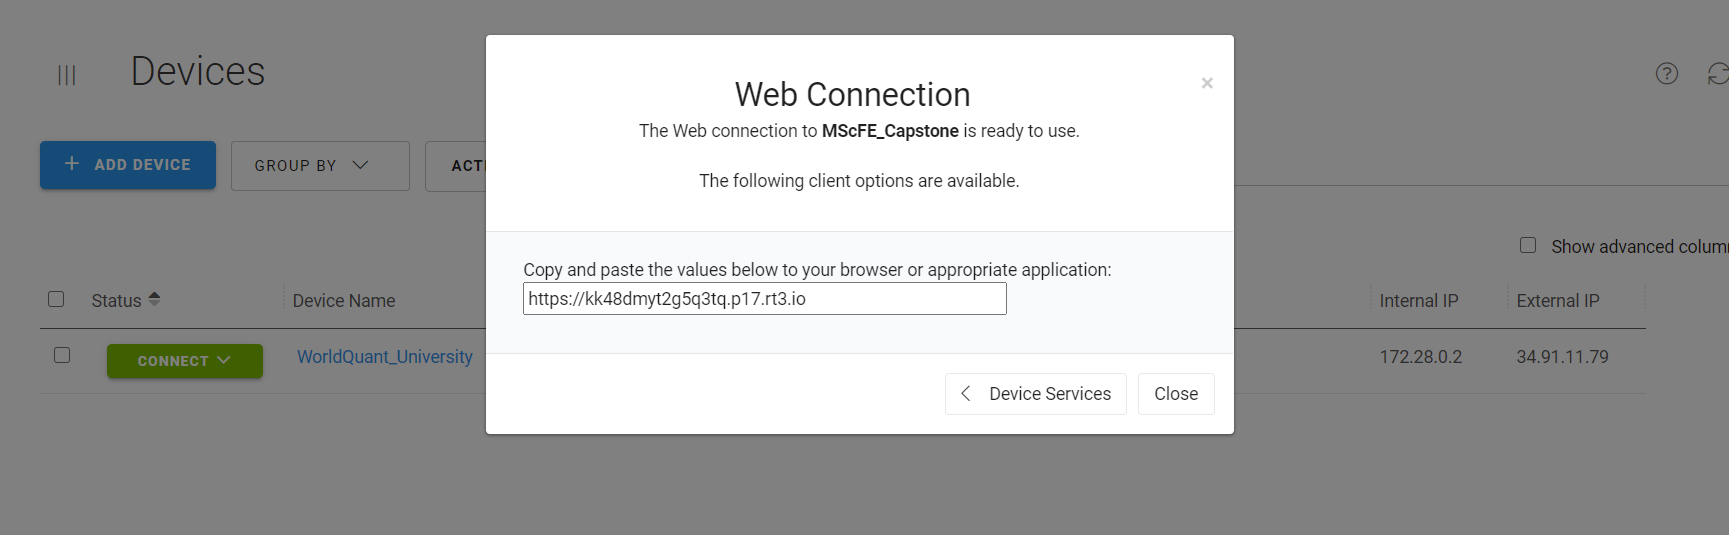 Devices
+ ADD DEVICE
GROUP BY
ACTI
Web Connection
×
The Web connection to MScFE_Capstone is ready to use.
The following client options are available.
Copy and paste the values below to your browser or appropriate application:
https://kk48dmyt2g5q3tq.p17.rt3.io
Device Services
Close
?
Show advanced colum
Status
Device Name
Internal IP
External IP
CONNECT
WorldQuant_University
172.28.0.2
34.91.11.79